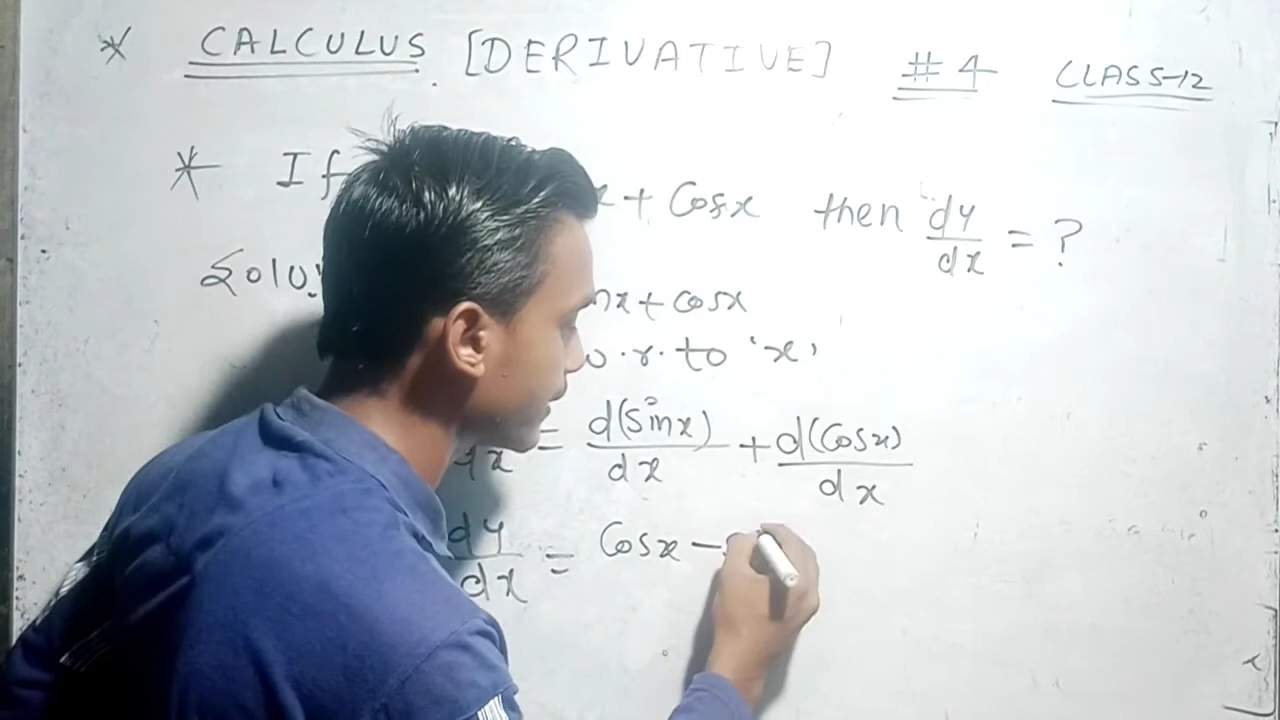 * CALCULUS [DERIVATIVE] #4 CLASS-12
* If x + Cosx then dy/dx = ?
Solu nx + cosx
w.r.to 'x'
dx = d(sinx)/dx + d(Cosx)/dx
dy/dx = Cosx -